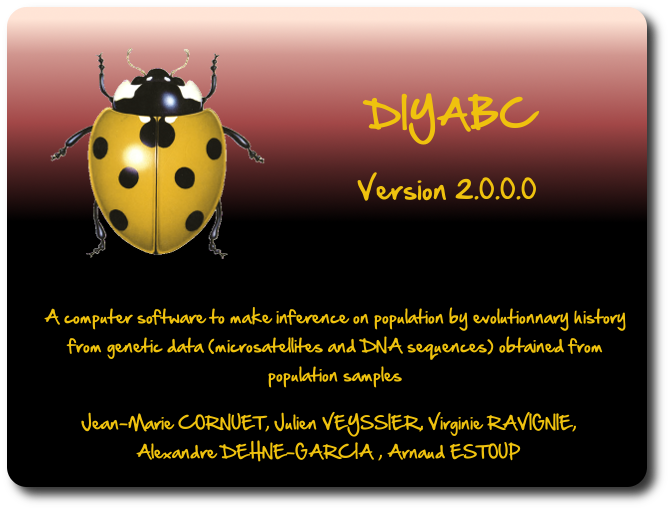 DIYABC
Version 2.0.0.0
A computer software to make inference on population by evolutionnary history
from genetic data (microsatellites and DNA sequences) obtained from
population samples
Jean-Marie CORNUET, Julien VEYSSIER, Virginie RAVIGNIE,
Alexandre DEHNE-GARCIA , Arnaud ESTOUP